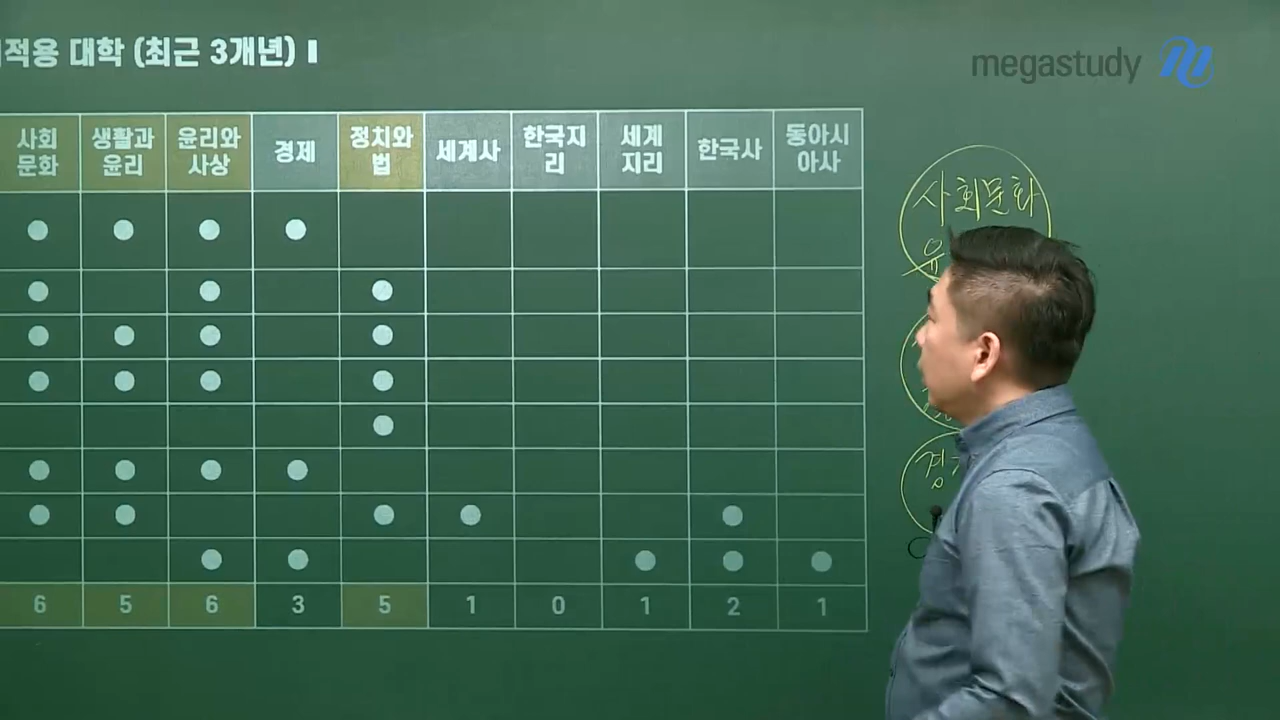 적용 대학 (최근 3개년) I
megastudy
사회
문화
생활과
윤리
윤리와
사상
경제
정치와
법
세계사
한국지
리
세계
지리
한국사
동아시
아사
사회문화
6 5 6 3 5 1 0 1 2 1